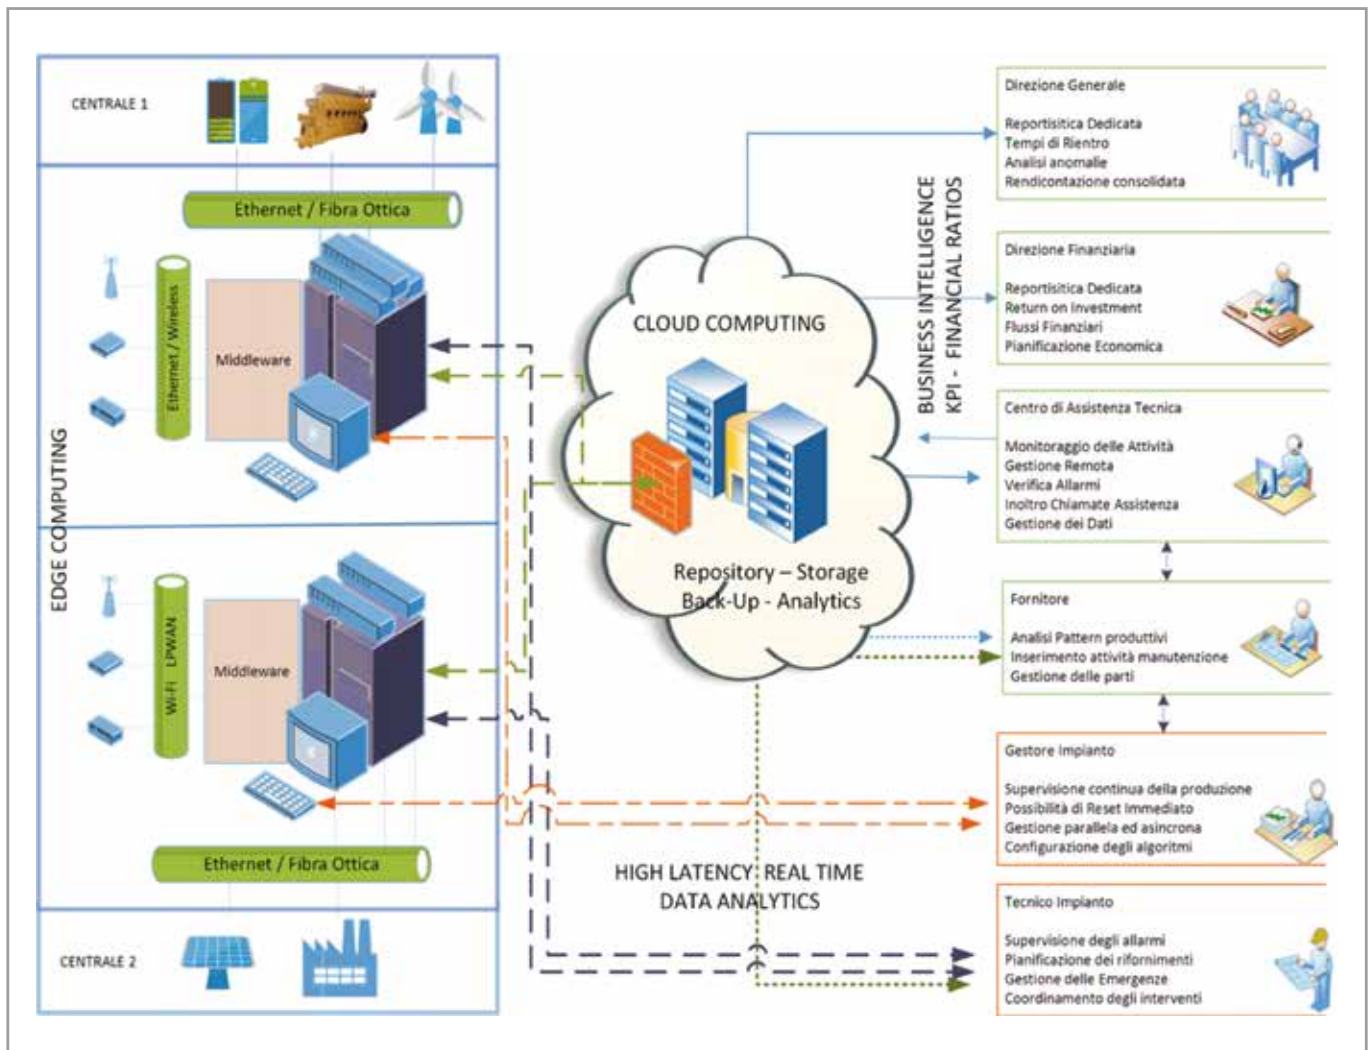 CENTRALE 1
Ethernet / Fibra Ottica
Ethernet / Wireless
Middleware
EDGE COMPUTING
Wi-Fi LPWAN
Middleware
Ethernet / Fibra Ottica
CENTRALE 2
CLOUD COMPUTING
Repository – Storage
Back-Up - Analytics
BUSINESS INTELLIGENCE
KPI - FINANCIAL RATIOS
HIGH LATENCY REAL TIME
DATA ANALYTICS
Direzione Generale
Reportisitica Dedicata
Tempi di Rientro
Analisi anomalie
Rendicontazione consolidata
Direzione Finanziaria
Reportisitica Dedicata
Return on Investment
Flussi Finanziari
Pianificazione Economica
Centro di Assistenza Tecnica
Monitoraggio delle Attività
Gestione Remota
Verifica Allarmi
Inoltro Chiamate Assistenza
Gestione dei Dati
Fornitore
Analisi Pattern produttivi
Inserimento attività manutenzione
Gestione delle parti
Gestore Impianto
Supervisione continua della produzione
Possibilità di Reset Immediato
Gestione parallela ed asincrona
Configurazione degli algoritmi
Tecnico Impianto
Supervisione degli allarmi
Pianificazione dei rifornimenti
Gestione delle Emergenze
Coordinamento degli interventi